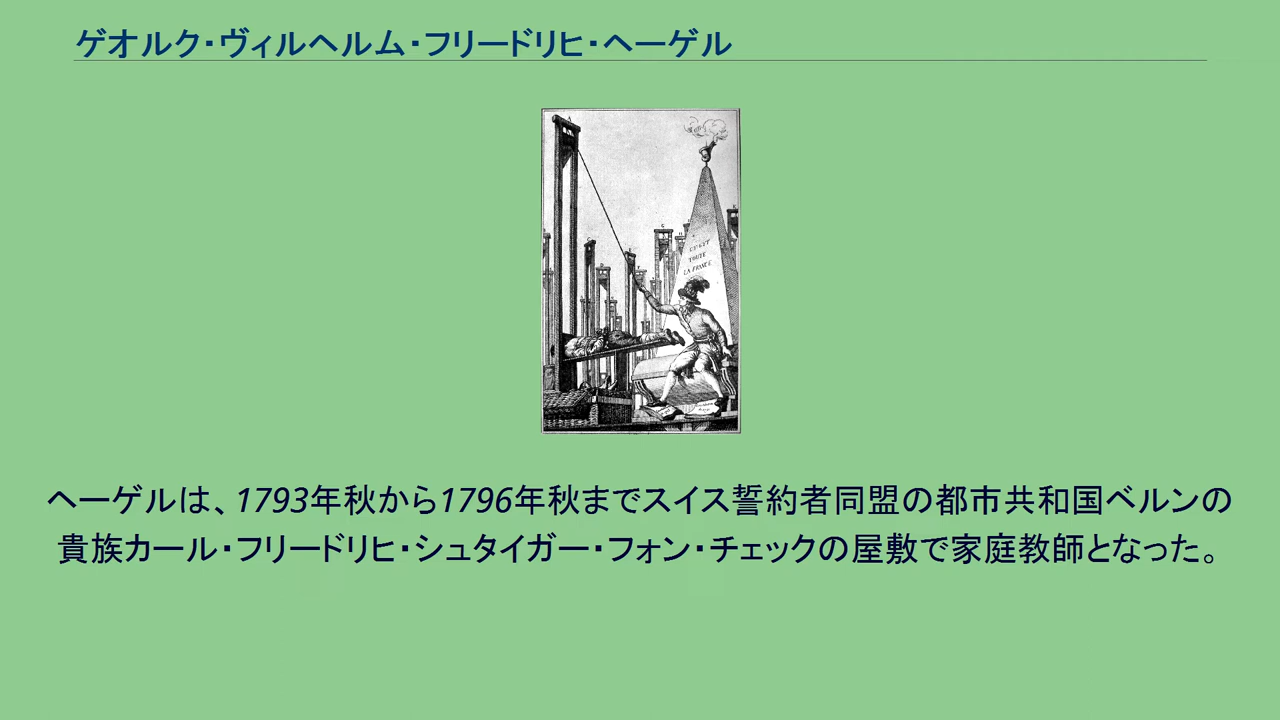 ゲオルク・ヴィルヘルム・フリードリヒ・ヘーゲル
TOUTE
LA FRANCE
ヘーゲルは、1793年秋から1796年秋までスイス誓約者同盟の都市共和国ベルンの
貴族カール・フリードリヒ・シュタイガー・フォン・チェックの屋敷で家庭教師となった。